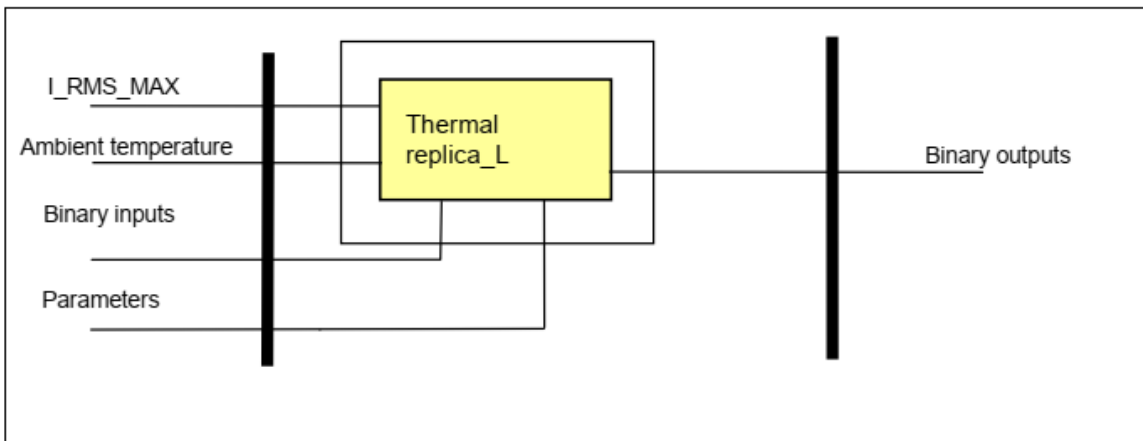 I_RMS_MAX
Ambient temperature
Binary inputs
Parameters
Thermal
replica_L
Binary outputs